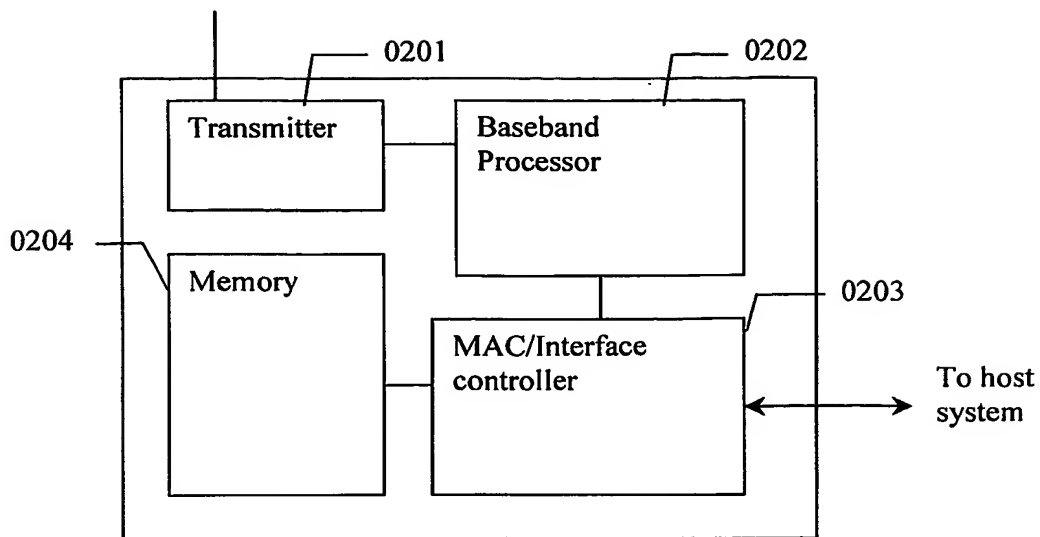 0201
0202
Transmitter
Baseband
Processor
0204
Memory
0203
MAC/Interface
controller
To host
system